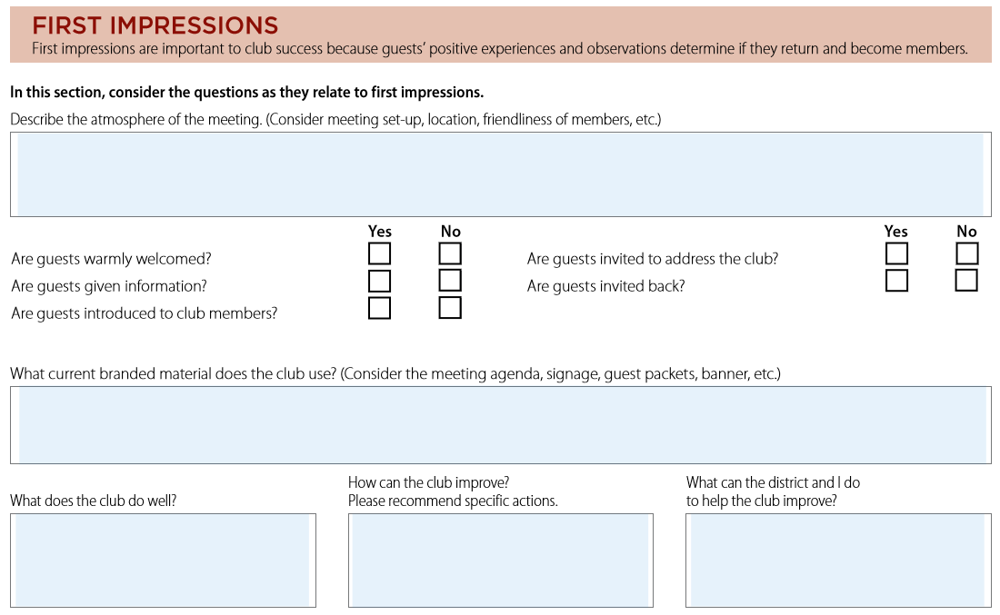 FIRST IMPRESSIONS
First impressions are important to club success because guests’ positive experiences and observations determine if they return and become members.
In this section, consider the questions as they relate to first impressions.
Describe the atmosphere of the meeting. (Consider meeting set-up, location, friendliness of members, etc.)
Yes No
Are guests warmly welcomed?
Are guests given information?
Are guests introduced to club members?
Yes No
Are guests invited to address the club?
Are guests invited back?
What current branded material does the club use? (Consider the meeting agenda, signage, guest packets, banner, etc.)
What does the club do well?
How can the club improve?
Please recommend specific actions.
What can the district and I do
to help the club improve?